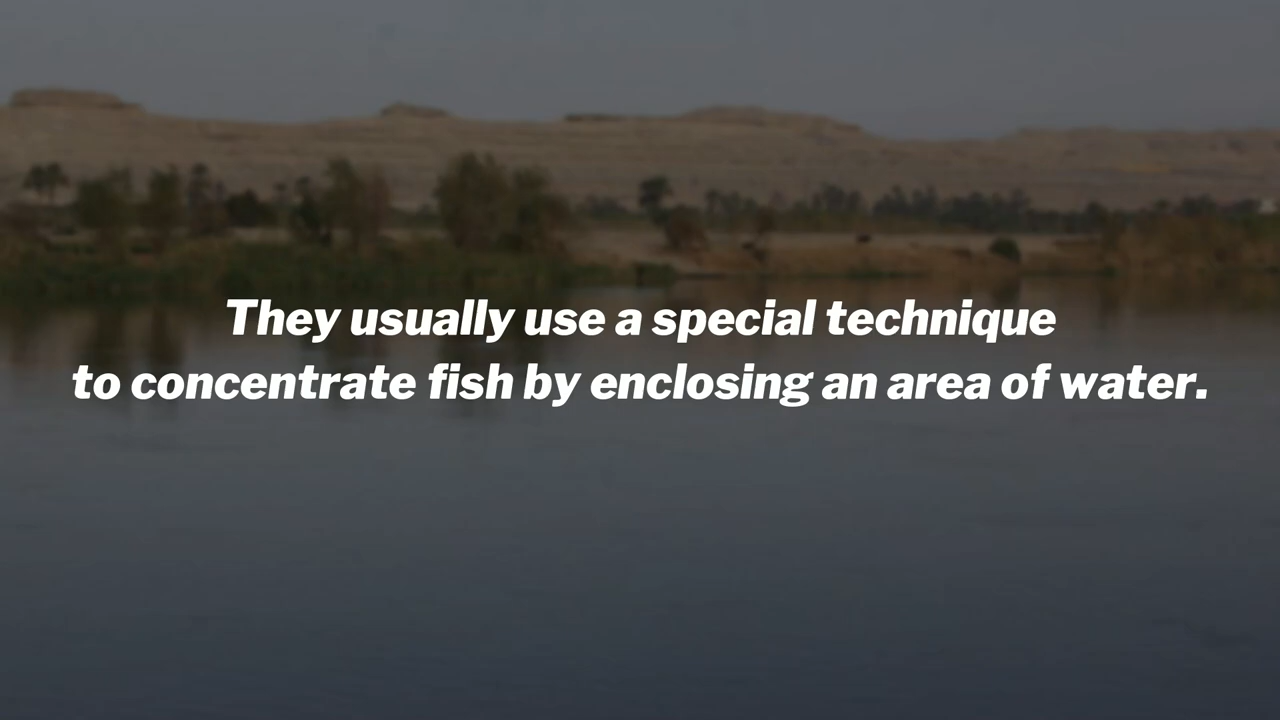 They usually use a special technique
to concentrate fish by enclosing an area of water.